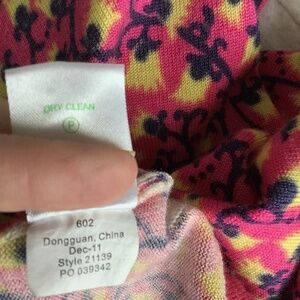 DRY CLEAN
P
602
Dongguan, China
Dec-11
Style 21139
PO 039342